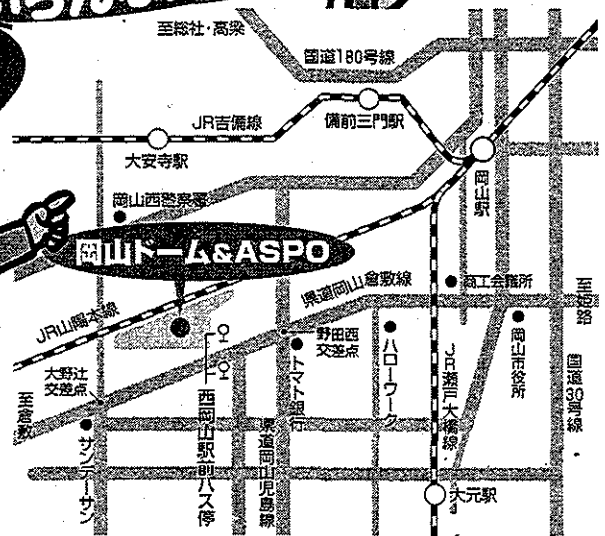 至総社・高梁
国道180号線
JR吉備線
備前三門駅
大安寺駅
岡山駅
岡山西警察署
岡山ドーム&ASPO
県道岡山倉敷線
商工会議所
至姫路
JR山陽本線
野田西
交差点
ハローワーク
岡山市役所
大野辻
交差点
JR瀬戸大橋線
国道30号線
至倉敷
サンデーサン
西岡山駅前バス停
県道岡山児島線
大元駅